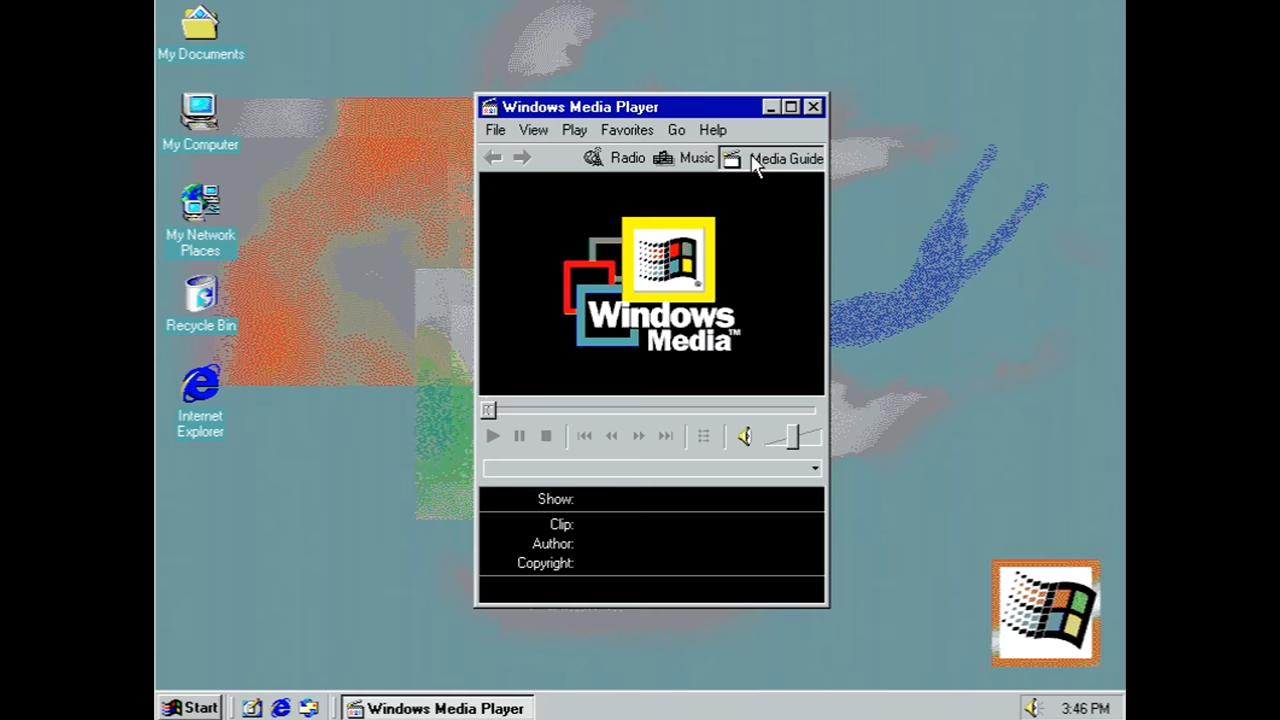 My Documents
My Computer
My Network
Places
Recycle Bin
Internet
Explorer
Windows Media Player
File View Play Favorites Go Help
Radio Music Media Guide
Windows
Media™
Show:
Clip:
Author:
Copyright:
Start Windows Media Player 3:46 PM